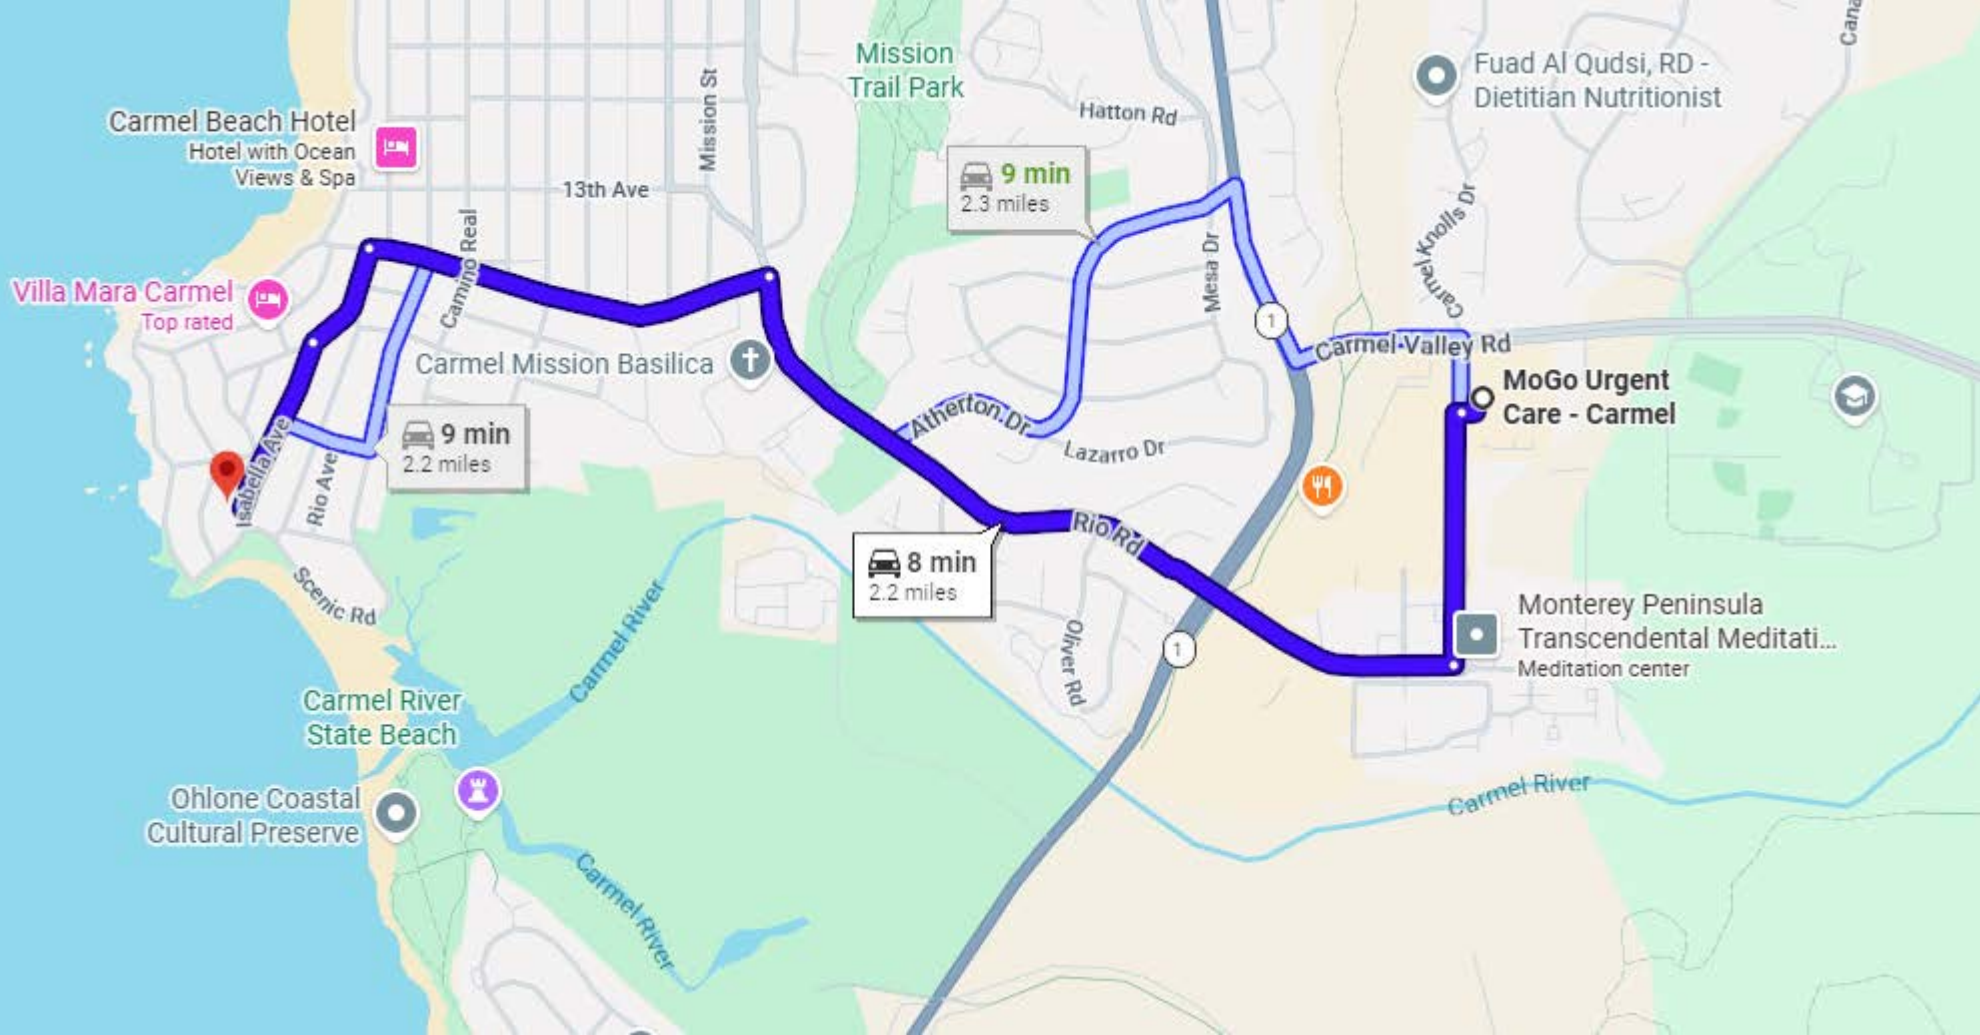 Mission
Trail Park
Cana
Fuad Al Qudsi, RD -
Dietitian Nutritionist
Hatton Rd
Mission St
Carmel Beach Hotel
Hotel with Ocean
Views & Spa
13th Ave
9 min
2.3 miles
Carmel Knolls Dr
Camino Real
Mesa Dr
Villa Mara Carmel
Top rated
1
Carmel Valley Rd
Carmel Mission Basilica
MoGo Urgent
Care - Carmel
Atherton Dr
Lazarro Dr
9 min
2.2 miles
Isabella Ave
Rio Ave
Rio Rd
8 min
2.2 miles
Scenic Rd
Carmel River
Oliver Rd
1
Monterey Peninsula
Transcendental Meditati...
Meditation center
Carmel River
State Beach
Carmel River
Ohlone Coastal
Cultural Preserve
Carmel River